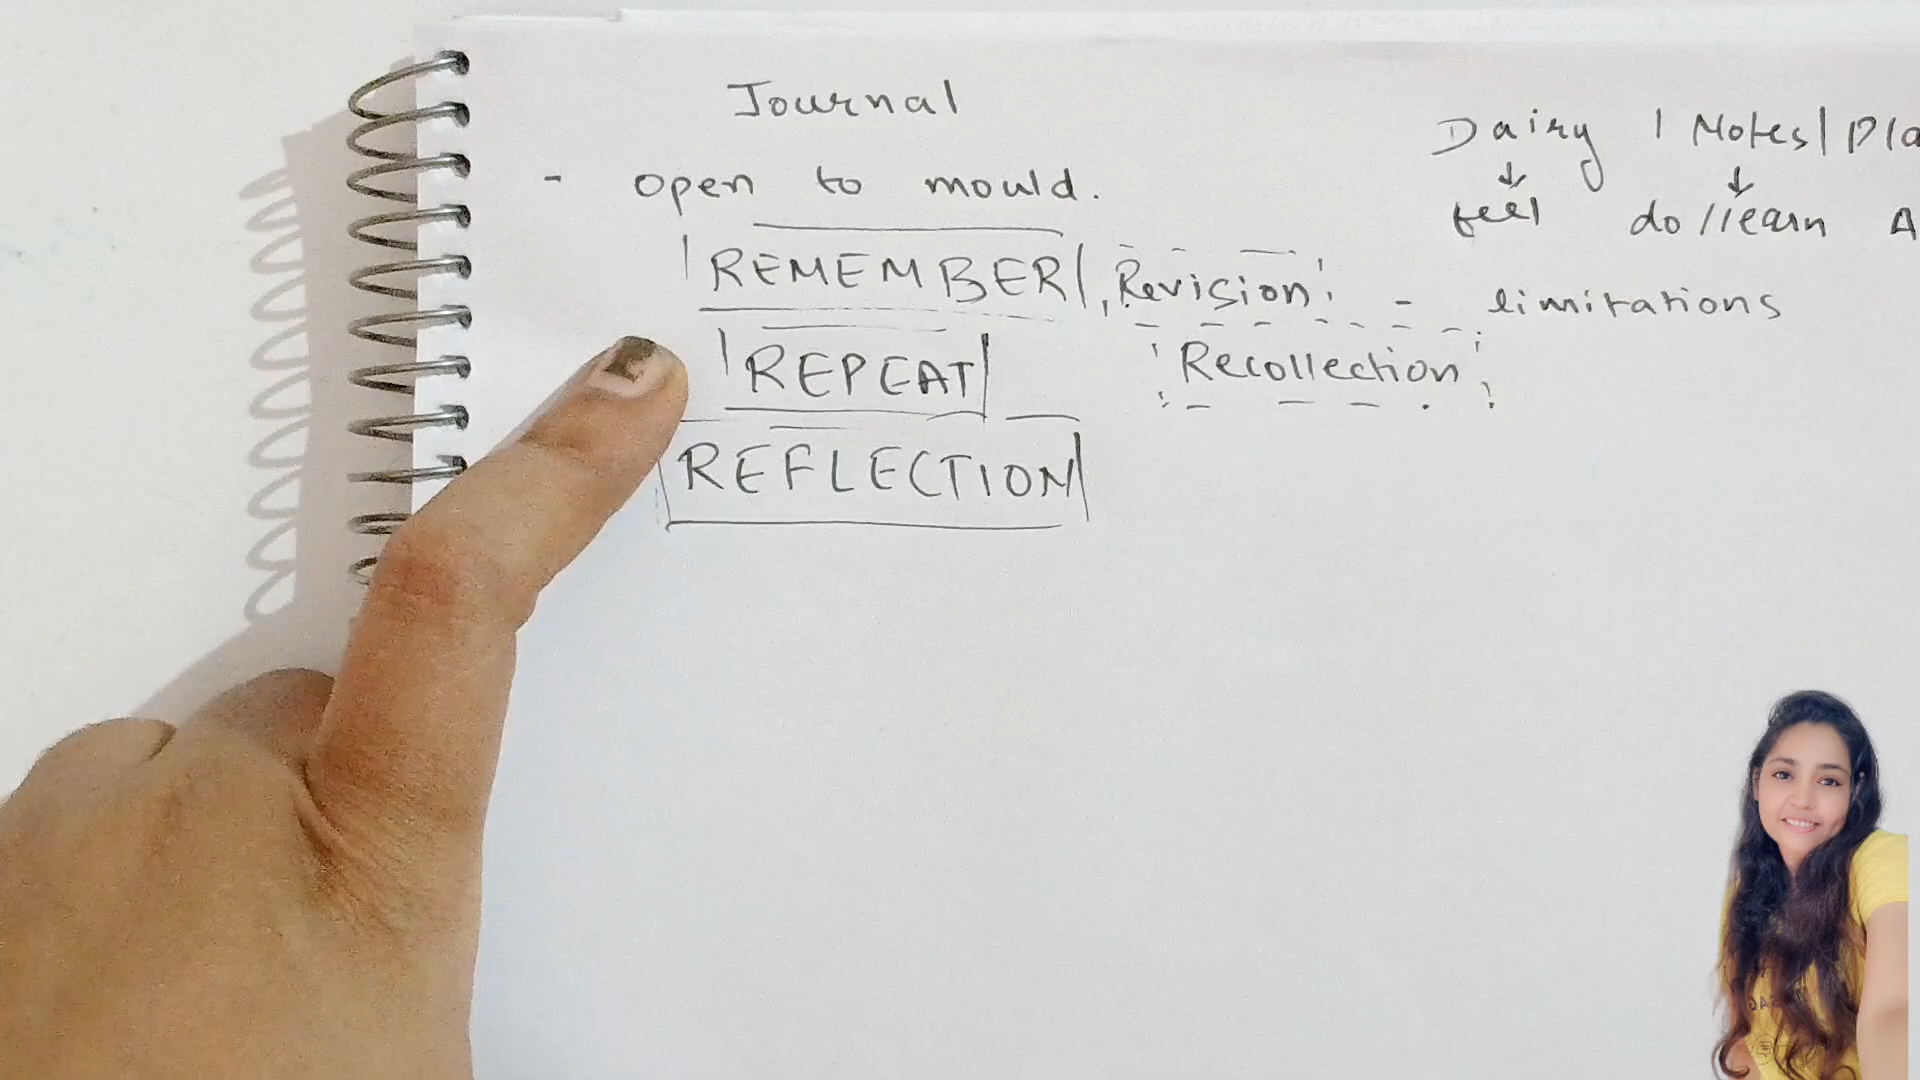 Journal
- open to mould.
REMEMBER, Revision
REPEAT Recollection
REFLECTION
Dairy | Notes | Pla
↓ ↓
feel do / learn A
- limitations